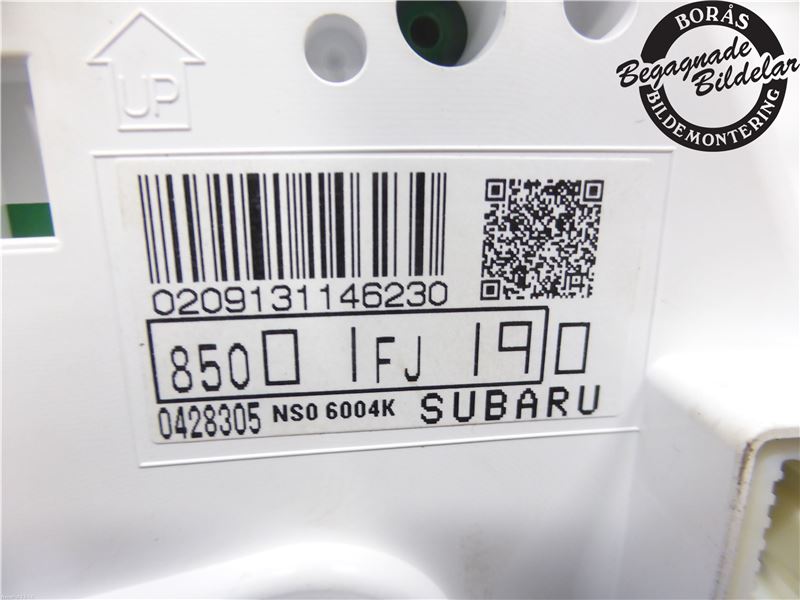 UP
BORÅS
Begagnade
Bildelar
BILDEMONTERING
0209131146230
85001FJ190
0428305 NS0 6004K SUBARU